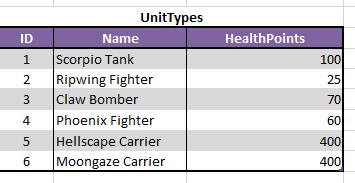 UnitTypes
ID Name HealthPoints
1 Scorpio Tank 100
2 Ripwing Fighter 25
3 Claw Bomber 70
4 Phoenix Fighter 60
5 Hellscape Carrier 400
6 Moongaze Carrier 400